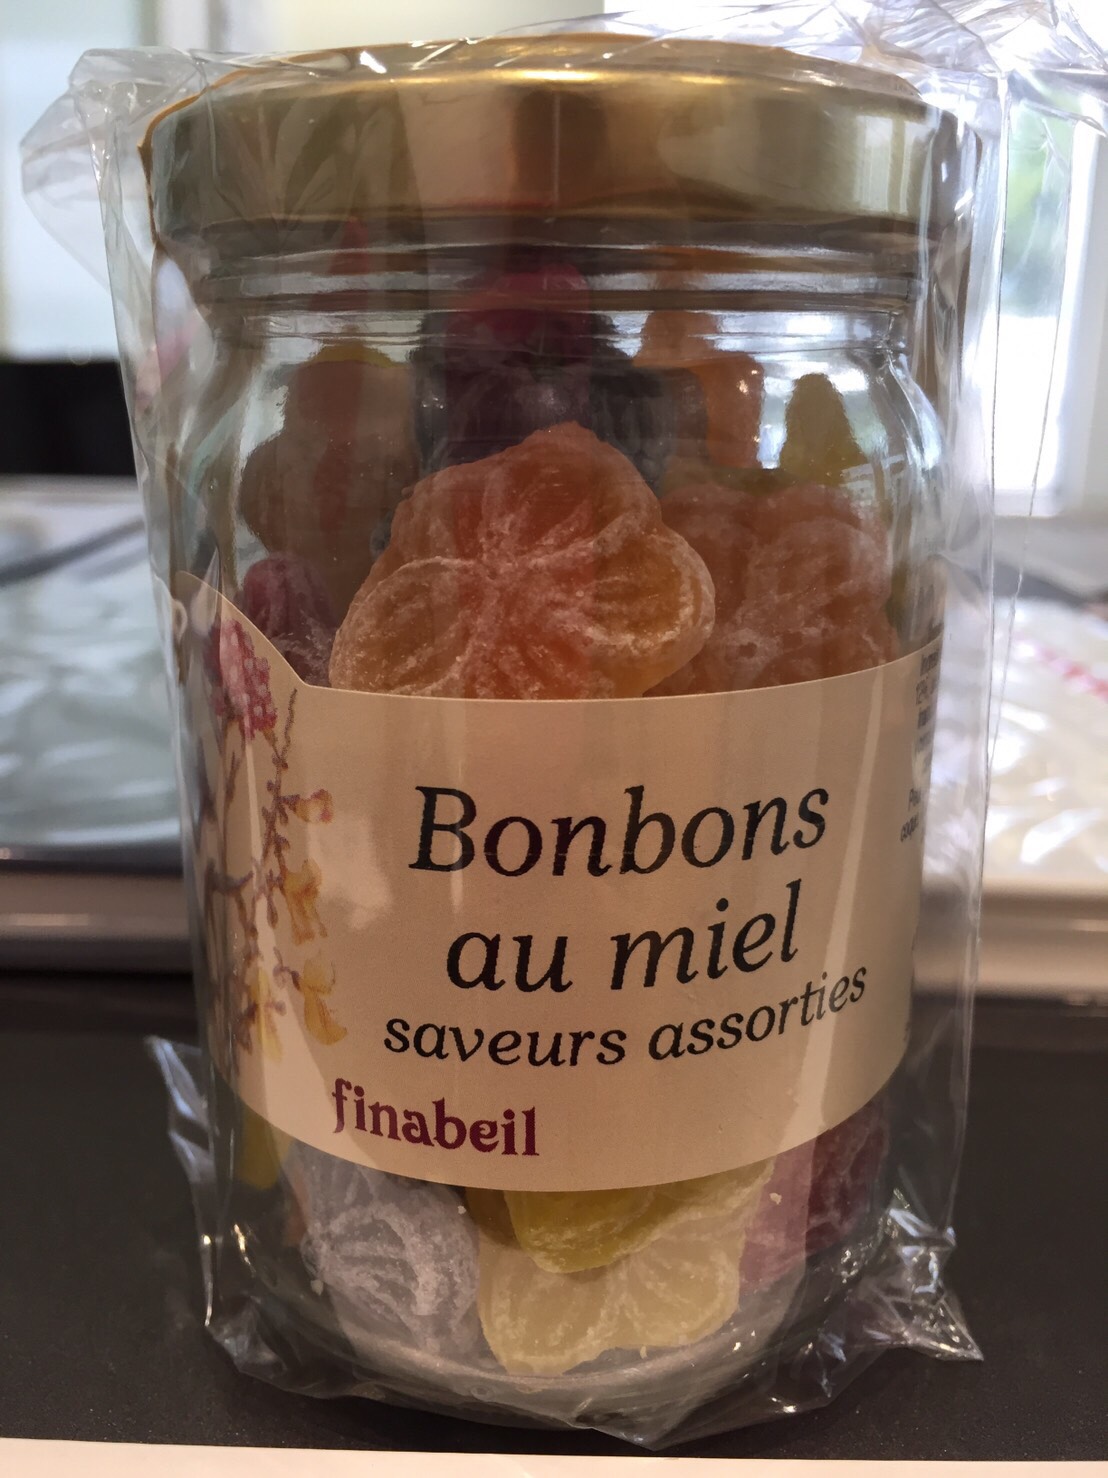 Bonbons
au miel
saveurs assorties
finabeil